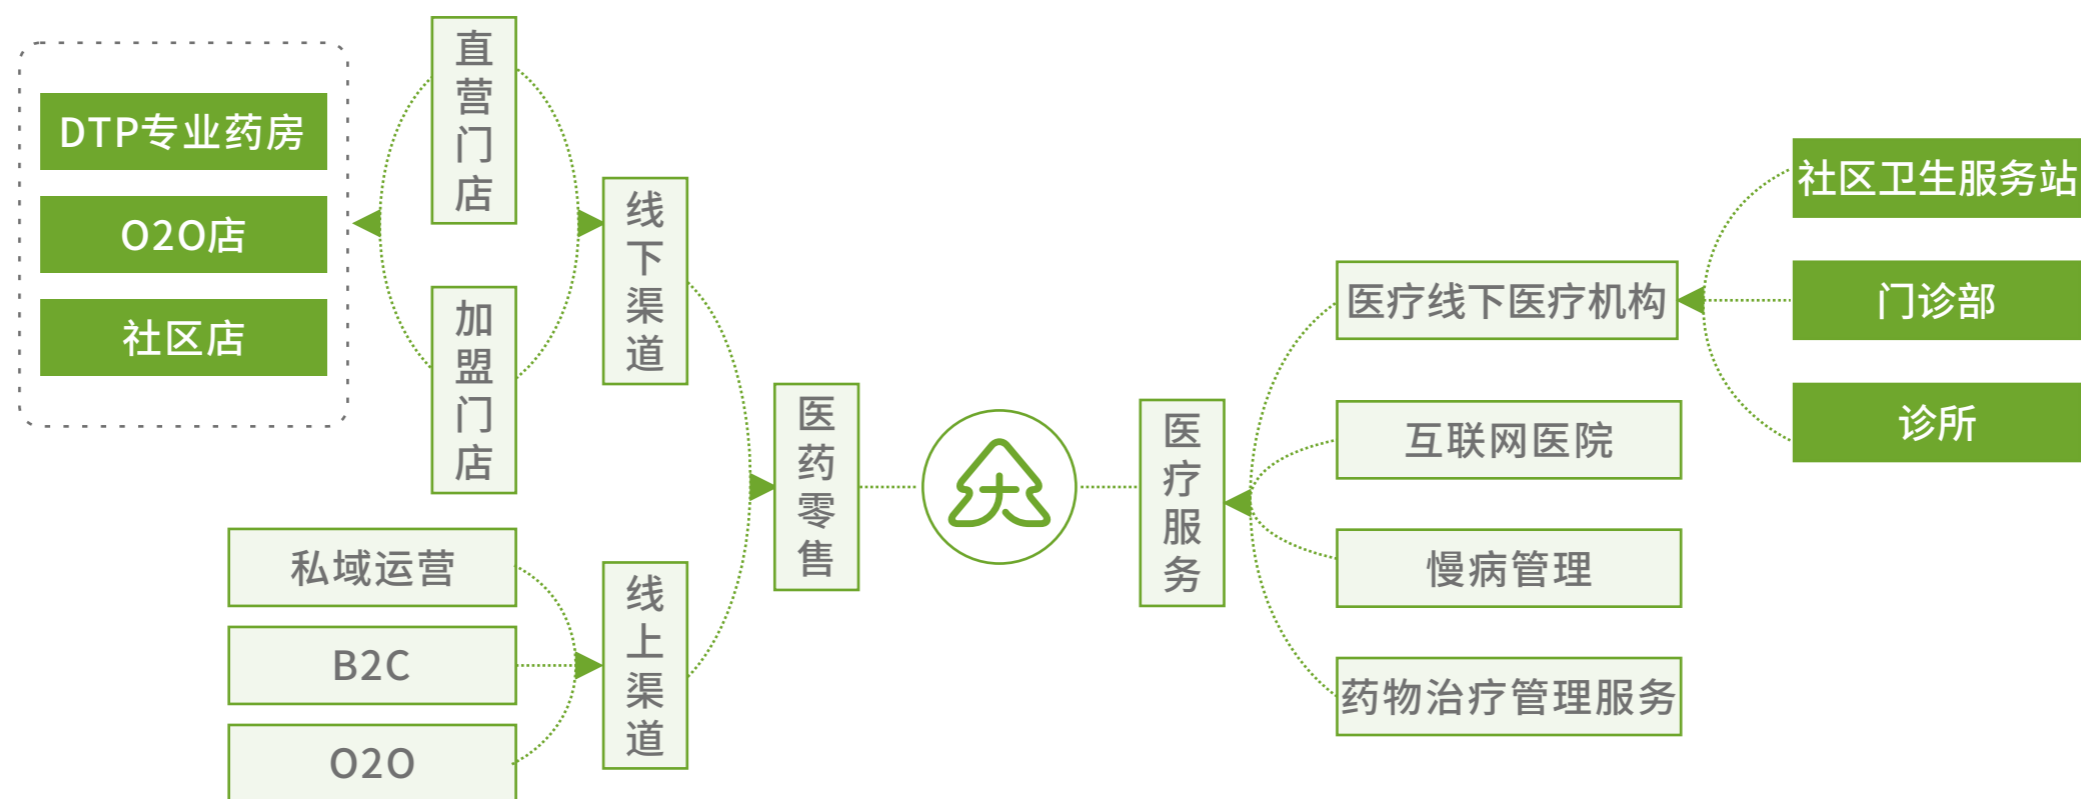 DTP专业药房
O2O店
社区店
直营门店
加盟门店
线下渠道
私域运营
B2C
O2O
线上渠道
医药零售
医疗服务
医疗线下医疗机构
互联网医院
慢病管理
药物治疗管理服务
社区卫生服务站
门诊部
诊所